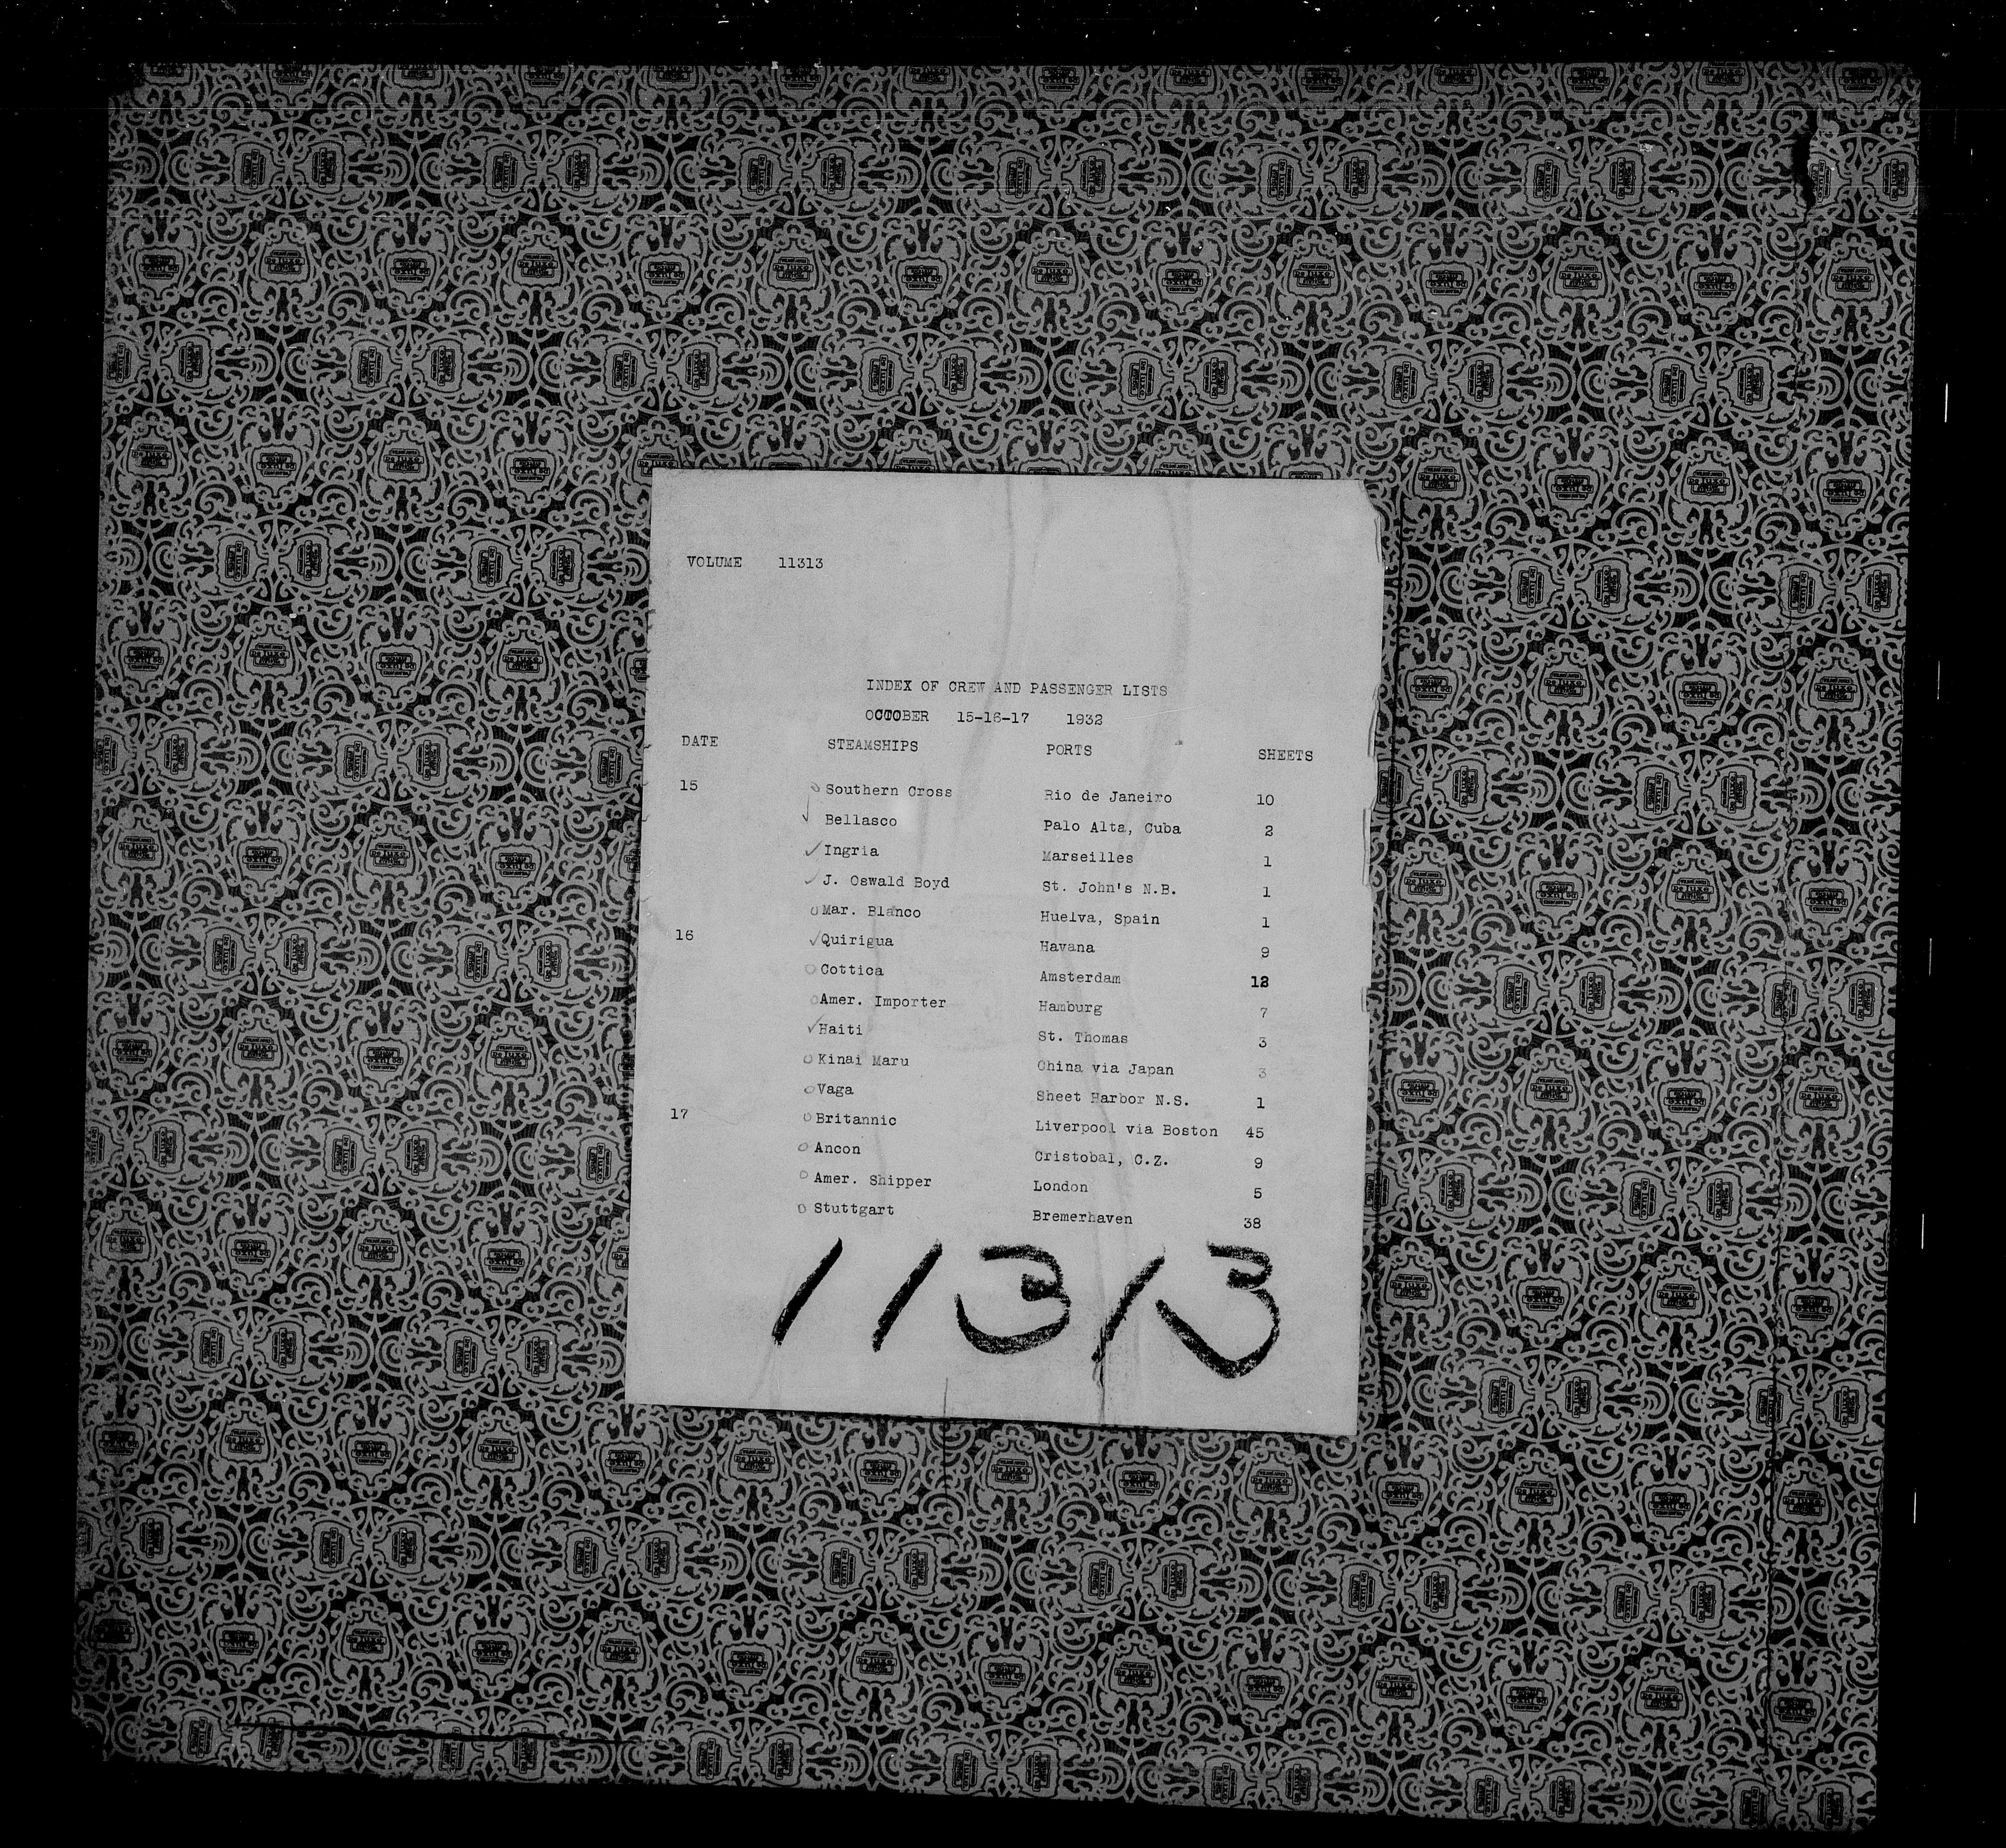 VOLUME 11313
INDEX OF CREW AND PASSENGER LISTS
OCTOBER 15-16-17 1932
DATE STEAMSHIPS PORTS SHEETS
15 Southern Cross Rio de Janeiro 10
Bellasco Palo Alta, Cuba 2
Ingria Marseilles 1
J. Oswald Boyd St. John's N.B. 1
Mar. Blanco Huelva, Spain 1
16 Quirigua Havana 9
Cottica Amsterdam
Amer. Importer Hamburg 7
Haiti St. Thomas 3
Kinai Maru China via Japan 3
Vaga Sheet Harbor N.S. 1
17 Britannic Liverpool via Boston 45
Ancon Cristobal, C.Z. 9
Amer. Shipper London 5
Stuttgart Bremerhaven 38
11313